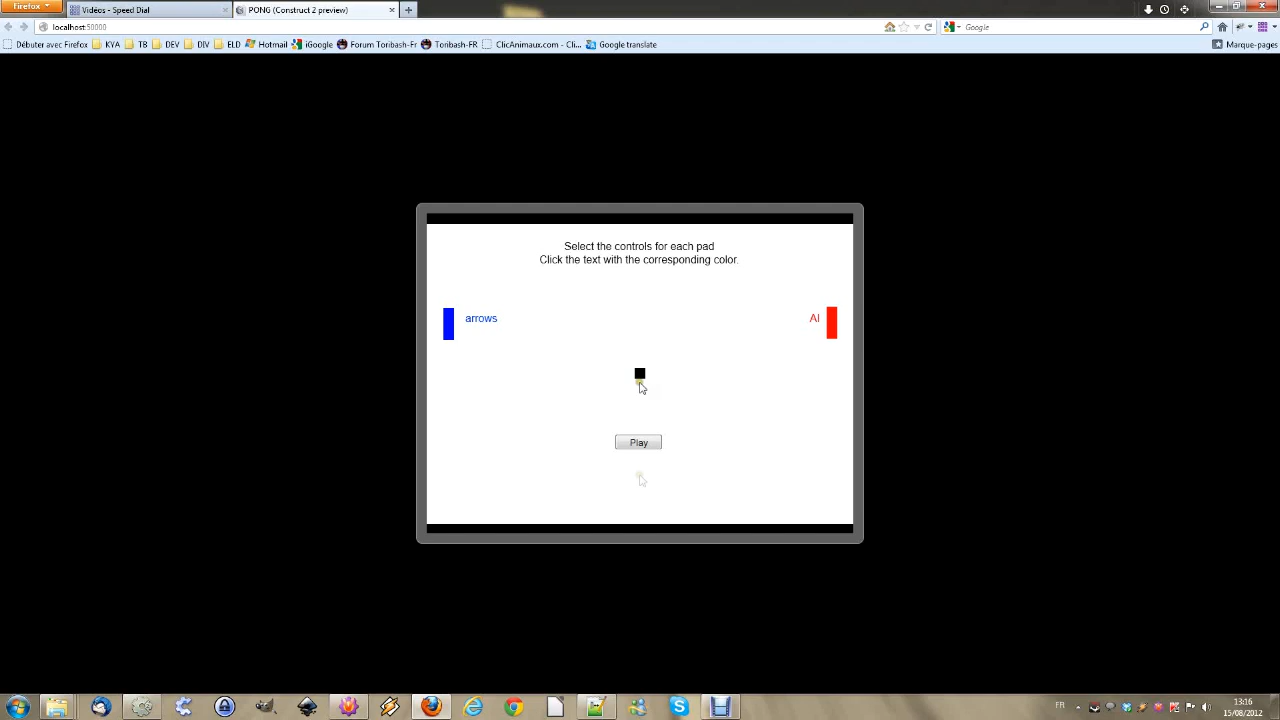 Firefox
Vidéos - Speed Dial
PONG (Construct 2 preview)
localhost:50000
Google
Débuter avec Firefox
KYA
TB
DEV
DIV
ELD
Hotmail
iGoogle
Forum Toribash-Fr
Toribash-FR
ClicAnimaux.com - Cli...
Google translate
Marque-pages
Select the controls for each pad
Click the text with the corresponding color.
arrows
AI
Play
FR
13:16
15/08/2012